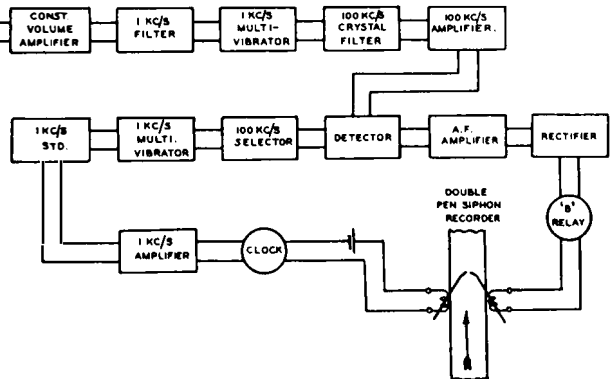 CONST.
VOLUME
AMPLIFIER
1 KC/S
FILTER
1 KC/S
MULTI-
VIBRATOR
100 KC/S
CRYSTAL
FILTER
100 KC/S
AMPLIFIER.
1 KC/S
STD.
1 KC/S
MULTI.
VIBRATOR
100 KC/S
SELECTOR
DETECTOR
A.F.
AMPLIFIER
RECTIFIER
DOUBLE
PEN SIPHON
RECORDER
'B'
RELAY
1 KC/S
AMPLIFIER
CLOCK